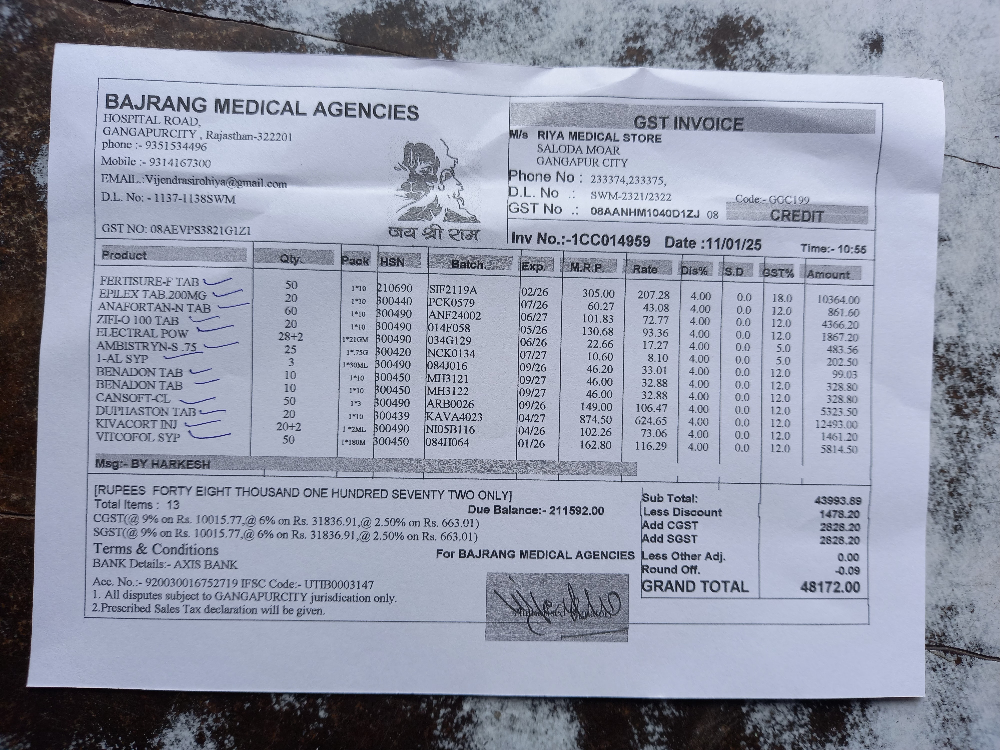 BAJRANG MEDICAL AGENCIES
HOSPITAL ROAD,
GANGAPURCITY , Rajasthan-322201
phone :- 9351534496
Mobile :- 9314167300
EMAIL.:Vijendrasirohiya@gmail.com
D.L. No: - 1137-1138SWM
GST NO: 08AEVPS3821G1Z1
जय श्री राम
GST INVOICE
M/s RIYA MEDICAL STORE
SALODA MOAR
GANGAPUR CITY
Phone No : 233374,233375,
D.L. No : SWM-2321/2322
Code:- GGC199
GST No .: 08AANHM1040D1ZJ 08
CREDIT
Inv No.:-1CC014959 Date :11/01/25 Time:- 10:56
Product Qty. Pack HSN Batch. Exp. M.R.P. Rate Dis% S.D GST% Amount
FERTISURE-F TAB 50 1*10 210690 SIF2119A 02/26 305.00 207.28 4.00 0.0 18.0 10364.00
EPILEX TAB.200MG 20 1*10 300440 PCK0579 07/26 60.27 43.08 4.00 0.0 12.0 861.60
ANAFORTAN-N TAB 60 1*10 300490 ANF24002 06/27 101.83 72.77 4.00 0.0 12.0 4366.20
ZIFI-O 100 TAB 20 1*10 300490 014F058 05/26 130.68 93.36 4.00 0.0 12.0 1867.20
ELECTRAL POW 28+2 1*21GM 300490 034G129 06/26 22.66 17.27 4.00 0.0 5.0 483.56
AMBISTRYN-S .75 25 1*.75G 300420 NCK0134 07/27 10.60 8.10 4.00 0.0 5.0 202.50
1-AL SYP 3 1*30ML 300490 084J016 09/26 46.20 33.01 4.00 0.0 12.0 99.03
BENADON TAB 10 1*10 300450 MH3121 09/27 46.00 32.88 4.00 0.0 12.0 328.80
BENADON TAB 10 1*10 300450 MH3122 09/27 46.00 32.88 4.00 0.0 12.0 328.80
CANSOFT-CL 50 1*3 300490 ARB0026 09/26 149.00 106.47 4.00 0.0 12.0 5323.50
DUPHASTON TAB 20 1*10 300439 KAVA4023 04/27 874.50 624.65 4.00 0.0 12.0 12493.00
KIVACORT INJ 20+2 1*2ML 300490 NI05B116 04/26 102.26 73.06 4.00 0.0 12.0 1461.20
VITCOFOL SYP 50 1*180M 300450 084H064 01/26 162.80 116.29 4.00 0.0 12.0 5814.50
Msg:- BY HARKESH
[RUPEES FORTY EIGHT THOUSAND ONE HUNDRED SEVENTY TWO ONLY]
Total Items : 13 Due Balance:- 211592.00
CGST(@ 9% on Rs. 10015.77,@ 6% on Rs. 31836.91,@ 2.50% on Rs. 663.01)
SGST(@ 9% on Rs. 10015.77,@ 6% on Rs. 31836.91,@ 2.50% on Rs. 663.01)
Terms & Conditions
BANK Details:- AXIS BANK
Acc. No.:- 920030016752719 IFSC Code:- UTIB0003147
1. All disputes subject to GANGAPURCITY jurisdication only.
2.Prescribed Sales Tax declaration will be given.
For BAJRANG MEDICAL AGENCIES
Sub Total: 43993.89
Less Discount 1478.20
Add CGST 2828.20
Add SGST 2828.20
Less Other Adj. 0.00
Round Off. -0.09
GRAND TOTAL 48172.00